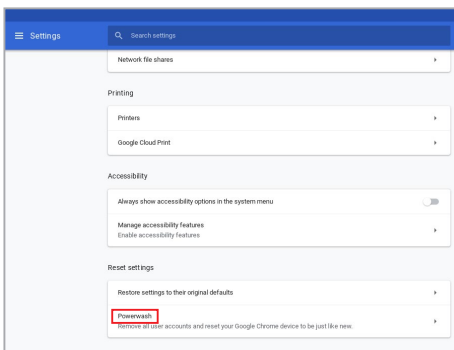 Settings
Search settings
Network file shares
Printing
Printers
Google Cloud Print
Accessibility
Always show accessibility options in the system menu
Manage accessibility features
Enable accessibility features
Reset settings
Restore settings to their original defaults
Powerwash
Remove all user accounts and reset your Google Chrome device to be just like new.